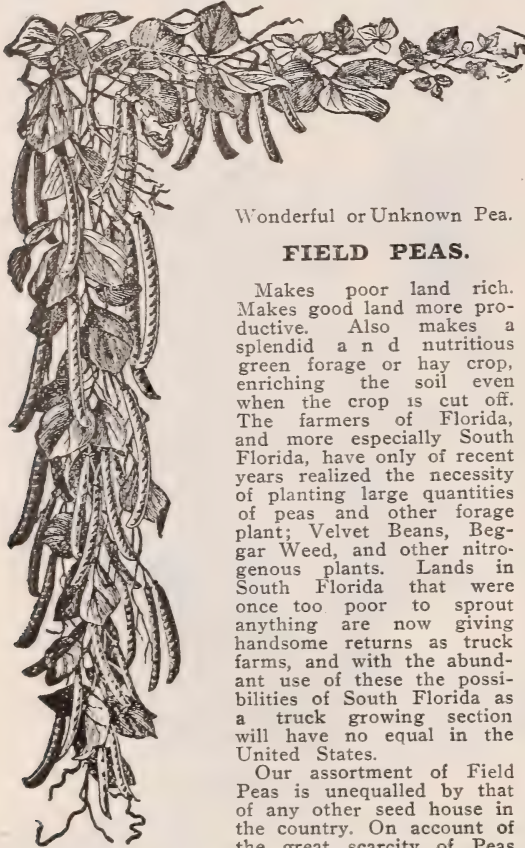 Wonderful or Unknown Pea.
FIELD PEAS.
Makes poor land rich.
Makes good land more pro-
ductive. Also makes a
splendid and nutritious
green forage or hay crop,
enriching the soil even
when the crop is cut off.
The farmers of Florida,
and more especially South
Florida, have only of recent
years realized the necessity
of planting large quantities
of peas and other forage
plant; Velvet Beans, Beg-
gar Weed, and other nitro-
genous plants. Lands in
South Florida that were
once too poor to sprout
anything are now giving
handsome returns as truck
farms, and with the abund-
ant use of these the possi-
bilities of South Florida as
a truck growing section
will have no equal in the
United States.
Our assortment of Field
Peas is unequalled by that
of any other seed house in
the country. On account of
the great scarcity of Peas